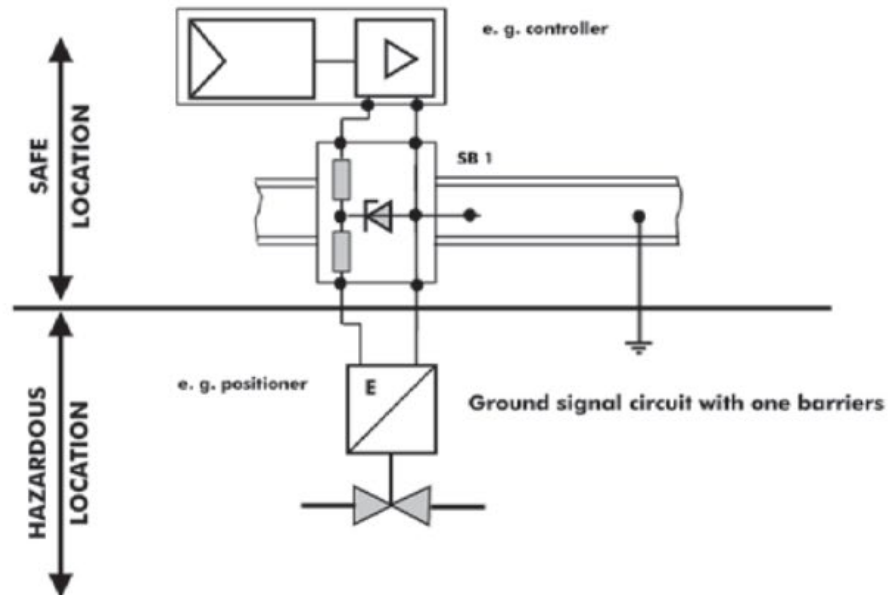 e. g. controller
SAFE
LOCATION
SB 1
e. g. positioner
E
Ground signal circuit with one barriers
HAZARDOUS
LOCATION